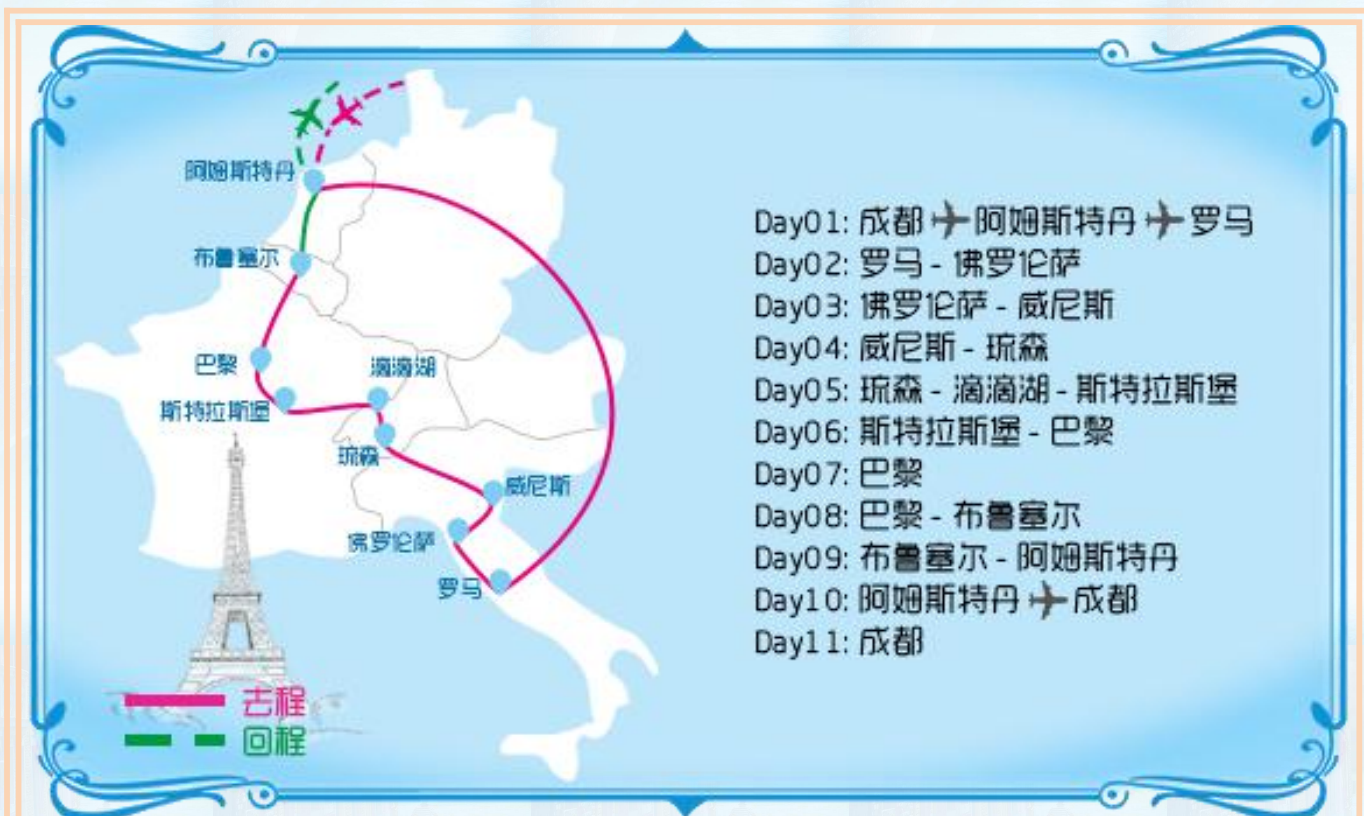 阿姆斯特丹
布鲁塞尔
巴黎
滴滴湖
斯特拉斯堡
琉森
威尼斯
佛罗伦萨
罗马
去程
回程
Day01: 成都 阿姆斯特丹 罗马
Day02: 罗马 - 佛罗伦萨
Day03: 佛罗伦萨 - 威尼斯
Day04: 威尼斯 - 琉森
Day05: 琉森 - 滴滴湖 - 斯特拉斯堡
Day06: 斯特拉斯堡 - 巴黎
Day07: 巴黎
Day08: 巴黎 - 布鲁塞尔
Day09: 布鲁塞尔 - 阿姆斯特丹
Day10: 阿姆斯特丹 成都
Day11: 成都